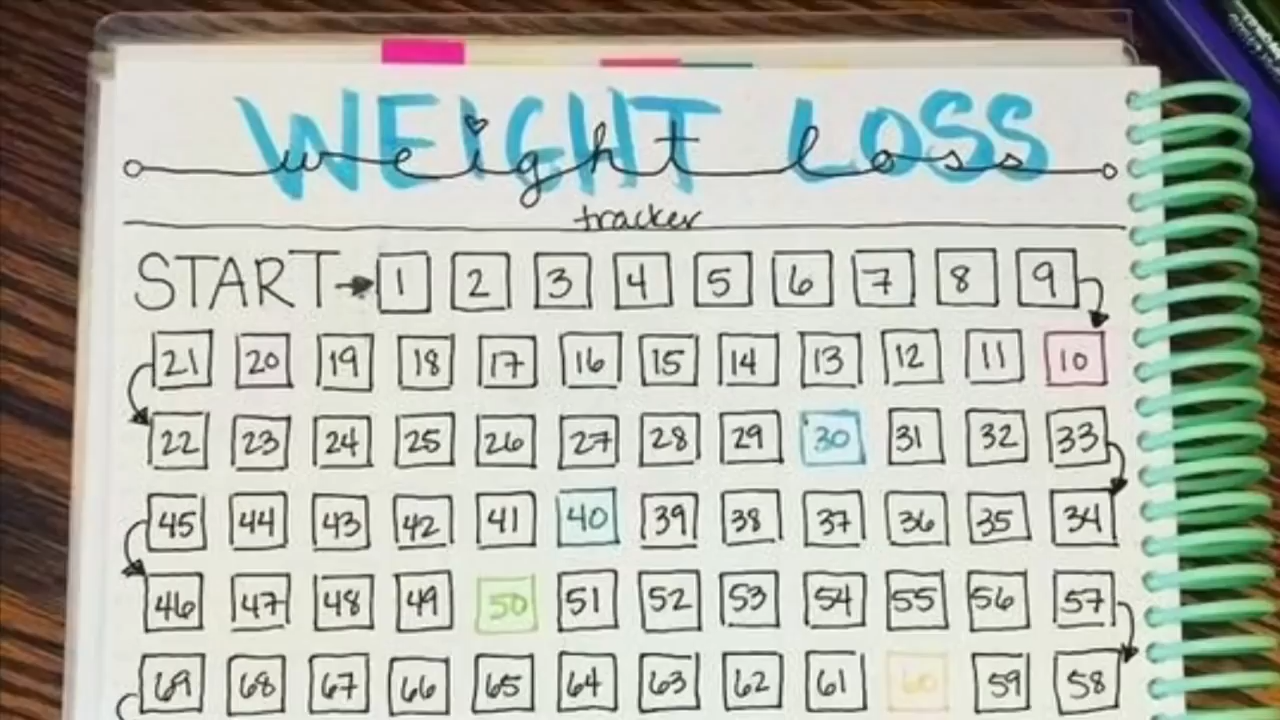 WEIGHT LOSS
weight loss
tracker
START 1 2 3 4 5 6 7 8 9
21 20 19 18 17 16 15 14 13 12 11 10
22 23 24 25 26 27 28 29 30 31 32 33
45 44 43 42 41 40 39 38 37 36 35 34
46 47 48 49 50 51 52 53 54 55 56 57
69 68 67 66 65 64 63 62 61 60 59 58